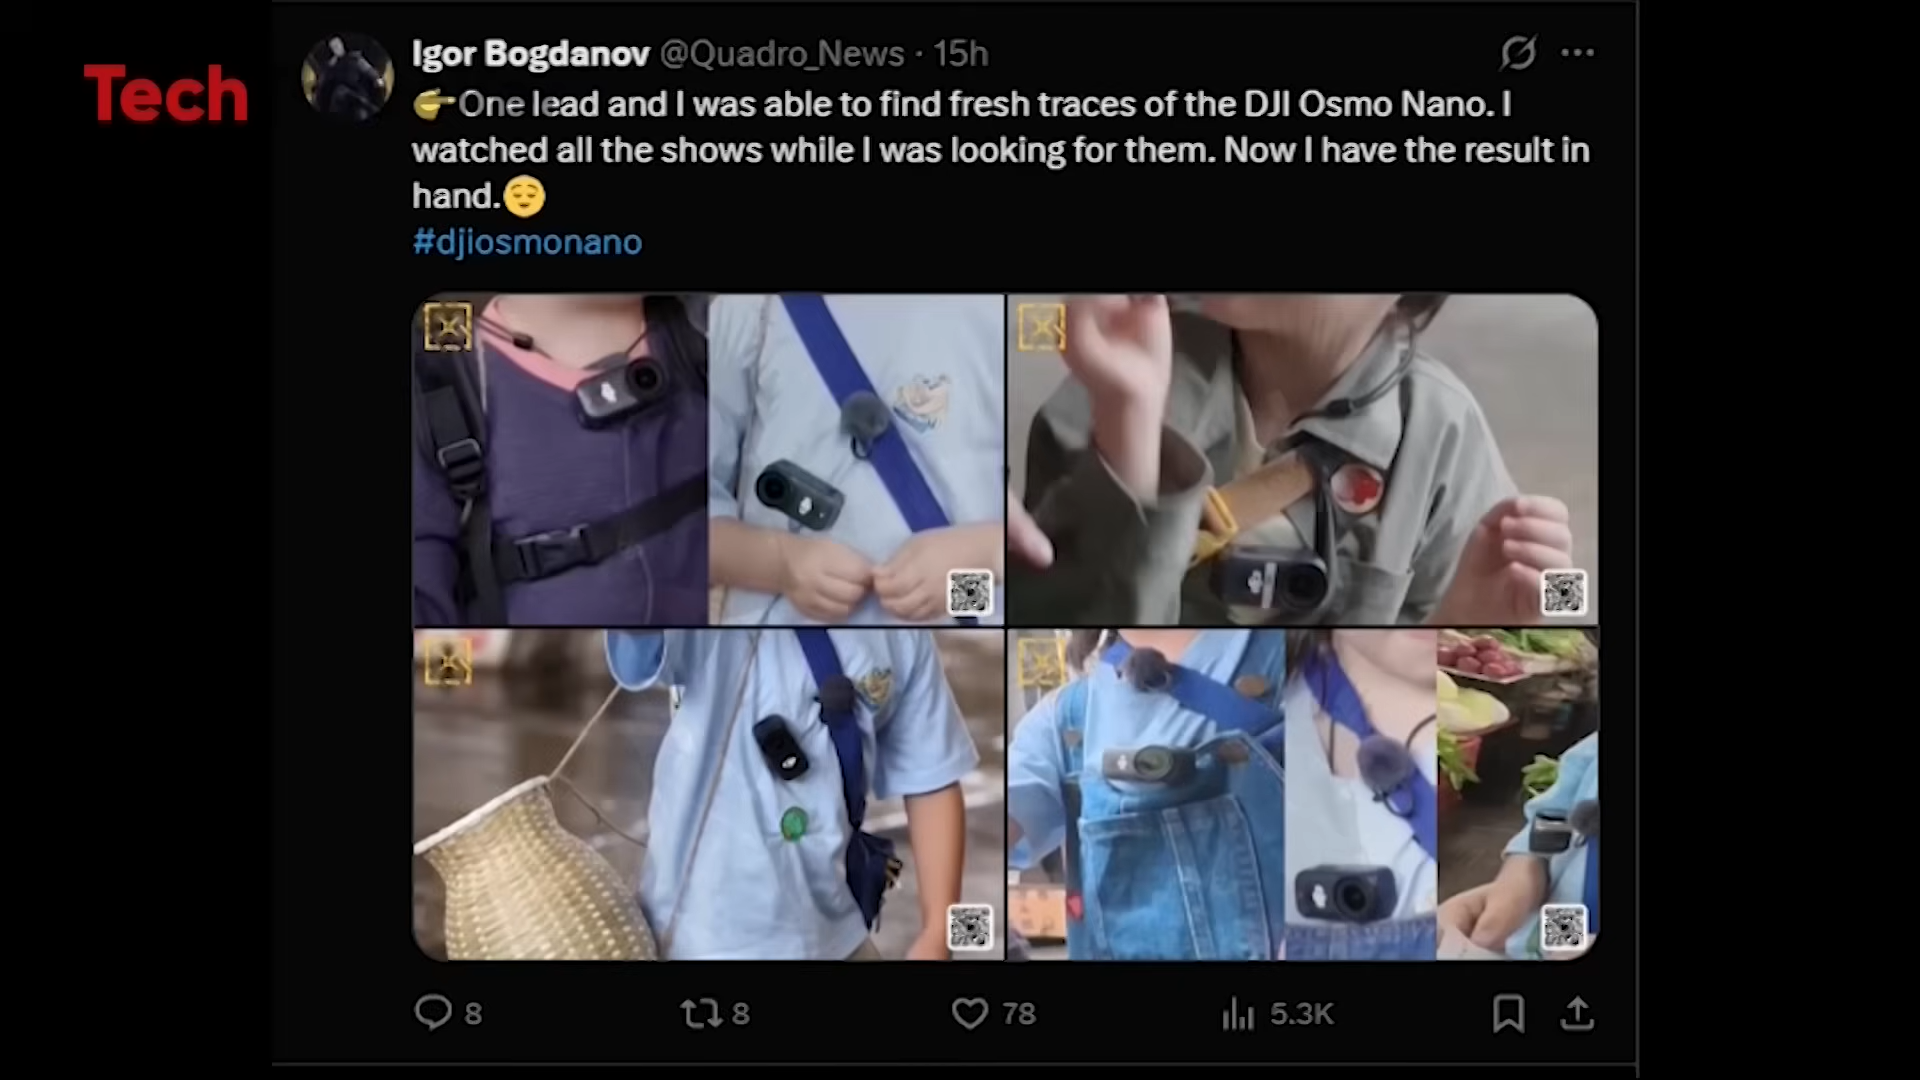 Tech
Igor Bogdanov @Quadro_News · 15h
👉One lead and I was able to find fresh traces of the DJI Osmo Nano. I
watched all the shows while I was looking for them. Now I have the result in
hand.😌
#djiosmonano
8
8
78
5.3K